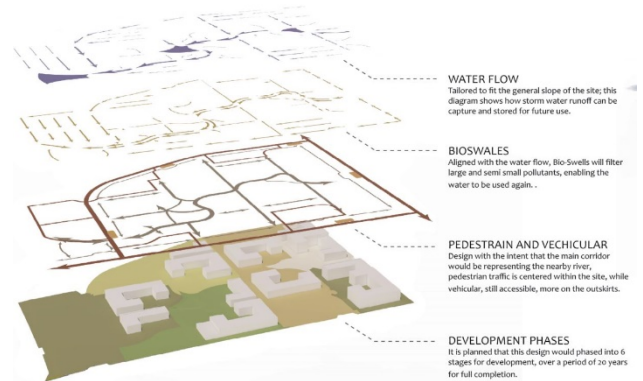 WATER FLOW
Tailored to fit the general slope of the site; this
diagram shows how storm water runoff can be
capture and stored for future use.
BIOSWALES
Aligned with the water flow, Bio-Swells will filter
large and semi small pollutants, enabling the
water to be used again. .
PEDESTRAIN AND VECHICULAR
Design with the intent that the main corridor
would be representing the nearby river,
pedestrian traffic is centered within the site, while
vehicular, still accessible, more on the outskirts.
DEVELOPMENT PHASES
It is planned that this design would phased into 6
stages for development, over a period of 20 years
for full completion.